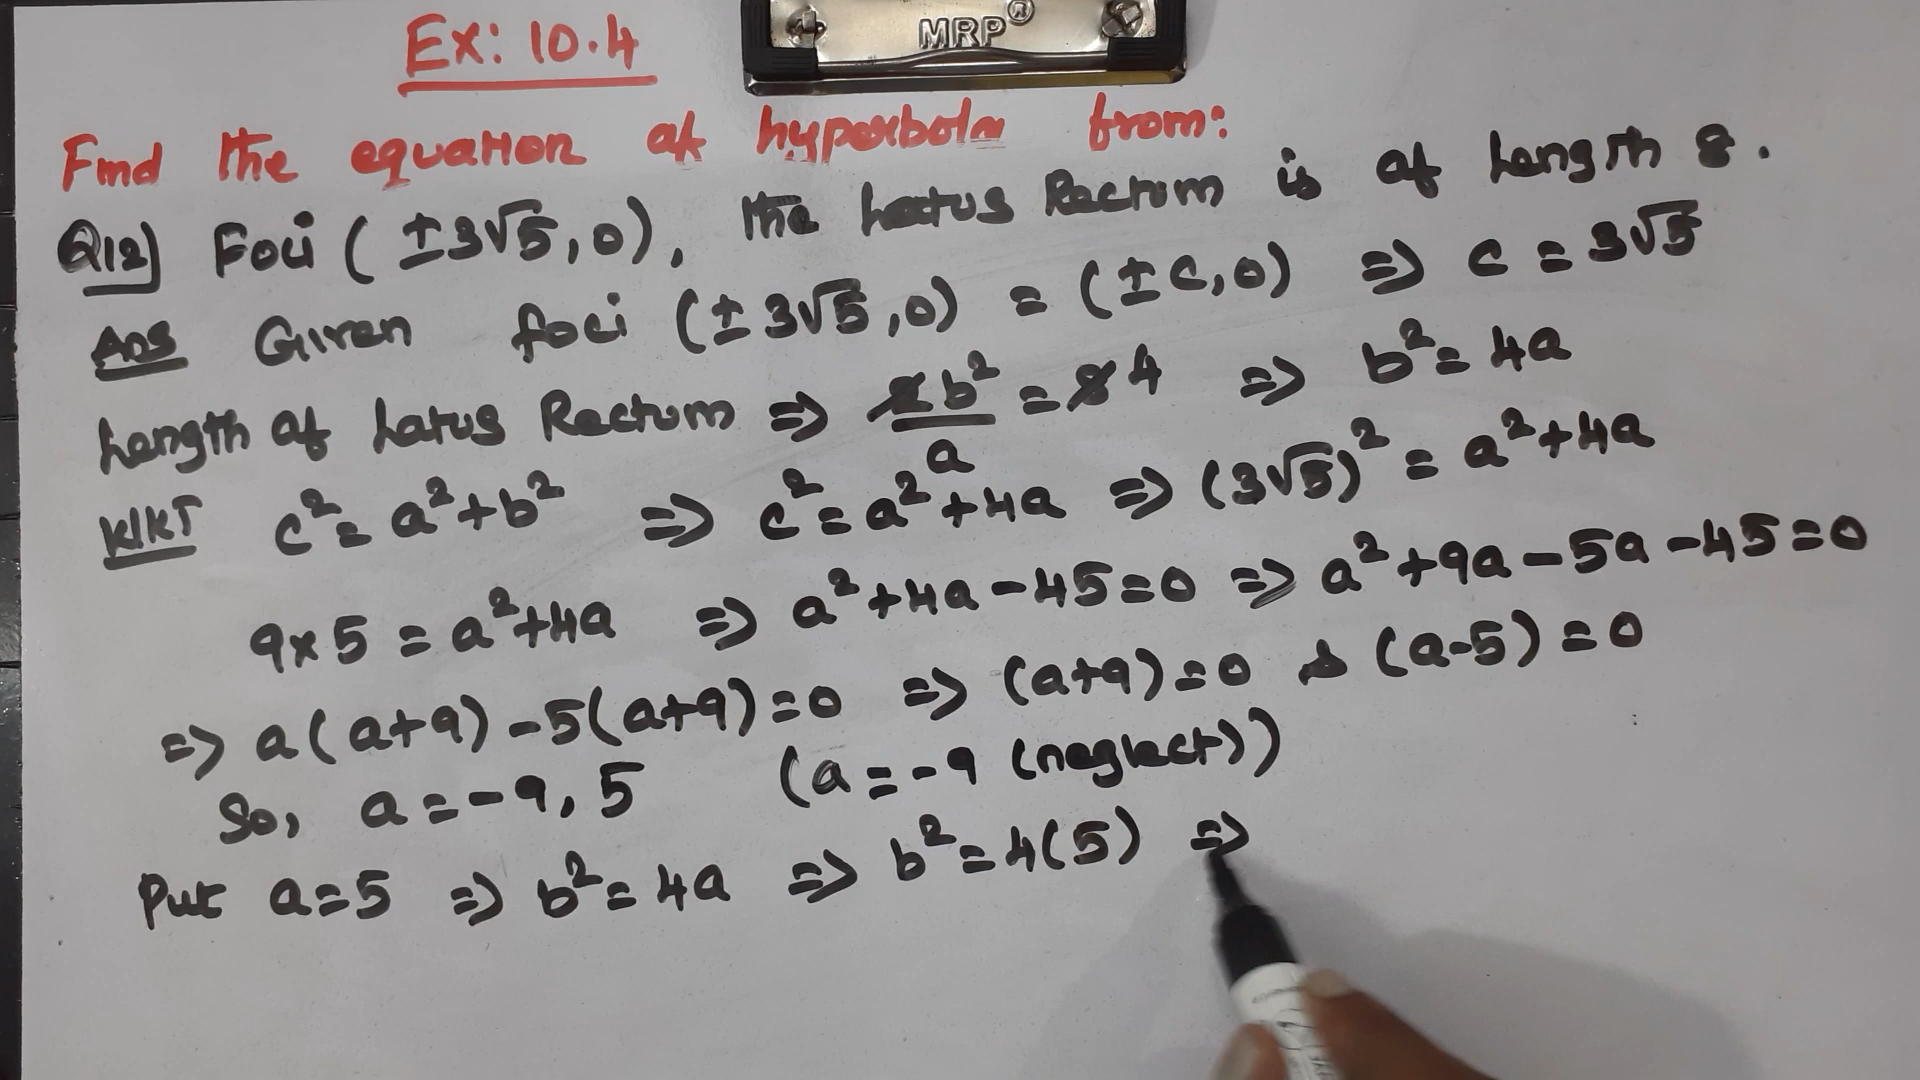 MRP®
Ex: 10.4
Find the equation of hyperbola from:
Q12) Foci (±3√5,0), the Latus Rectum is of Length 8.
Ans Given foci (±3√5,0) = (±c,0) => c = 3√5
Length of Latus Rectum => 2b²/a = 8 4 => b² = 4a
WKT c² = a²+b² => c² = a²+4a => (3√5)² = a²+4a
9×5 = a²+4a => a²+4a-45=0 => a²+9a-5a-45=0
=> a(a+9)-5(a+9)=0 => (a+9)=0 & (a-5)=0
So, a=-9, 5 (a=-9 (neglect))
Put a=5 => b²=4a => b²=4(5) =>